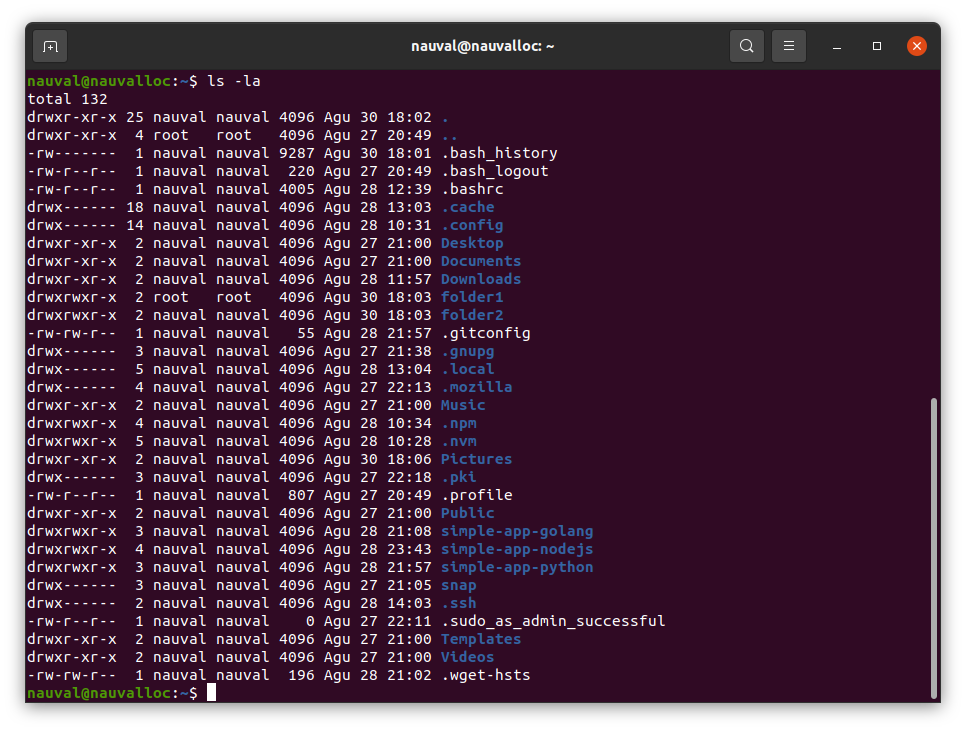 nauval@nauvalloc: ~
nauval@nauvalloc:~$ ls -la
total 132
drwxr-xr-x 25 nauval nauval 4096 Agu 30 18:02 .
drwxr-xr-x  4 root   root   4096 Agu 27 20:49 ..
-rw-------  1 nauval nauval 9287 Agu 30 18:01 .bash_history
-rw-r--r--  1 nauval nauval  220 Agu 27 20:49 .bash_logout
-rw-r--r--  1 nauval nauval 4005 Agu 28 12:39 .bashrc
drwx------ 18 nauval nauval 4096 Agu 28 13:03 .cache
drwx------ 14 nauval nauval 4096 Agu 28 10:31 .config
drwxr-xr-x  2 nauval nauval 4096 Agu 27 21:00 Desktop
drwxr-xr-x  2 nauval nauval 4096 Agu 27 21:00 Documents
drwxr-xr-x  2 nauval nauval 4096 Agu 28 11:57 Downloads
drwxrwxr-x  2 root   root   4096 Agu 30 18:03 folder1
drwxrwxr-x  2 nauval nauval 4096 Agu 30 18:03 folder2
-rw-rw-r--  1 nauval nauval   55 Agu 28 21:57 .gitconfig
drwx------  3 nauval nauval 4096 Agu 27 21:38 .gnupg
drwx------  5 nauval nauval 4096 Agu 28 13:04 .local
drwx------  4 nauval nauval 4096 Agu 27 22:13 .mozilla
drwxr-xr-x  2 nauval nauval 4096 Agu 27 21:00 Music
drwxrwxr-x  4 nauval nauval 4096 Agu 28 10:34 .npm
drwxrwxr-x  5 nauval nauval 4096 Agu 28 10:28 .nvm
drwxr-xr-x  2 nauval nauval 4096 Agu 30 18:06 Pictures
drwx------  3 nauval nauval 4096 Agu 27 22:18 .pki
-rw-r--r--  1 nauval nauval  807 Agu 27 20:49 .profile
drwxr-xr-x  2 nauval nauval 4096 Agu 27 21:00 Public
drwxrwxr-x  3 nauval nauval 4096 Agu 28 21:08 simple-app-golang
drwxrwxr-x  4 nauval nauval 4096 Agu 28 23:43 simple-app-nodejs
drwxrwxr-x  3 nauval nauval 4096 Agu 28 21:57 simple-app-python
drwx------  3 nauval nauval 4096 Agu 27 21:05 snap
drwx------  2 nauval nauval 4096 Agu 28 14:03 .ssh
-rw-r--r--  1 nauval nauval    0 Agu 27 22:11 .sudo_as_admin_successful
drwxr-xr-x  2 nauval nauval 4096 Agu 27 21:00 Templates
drwxr-xr-x  2 nauval nauval 4096 Agu 27 21:00 Videos
-rw-rw-r--  1 nauval nauval  196 Agu 28 21:02 .wget-hsts
nauval@nauvalloc:~$